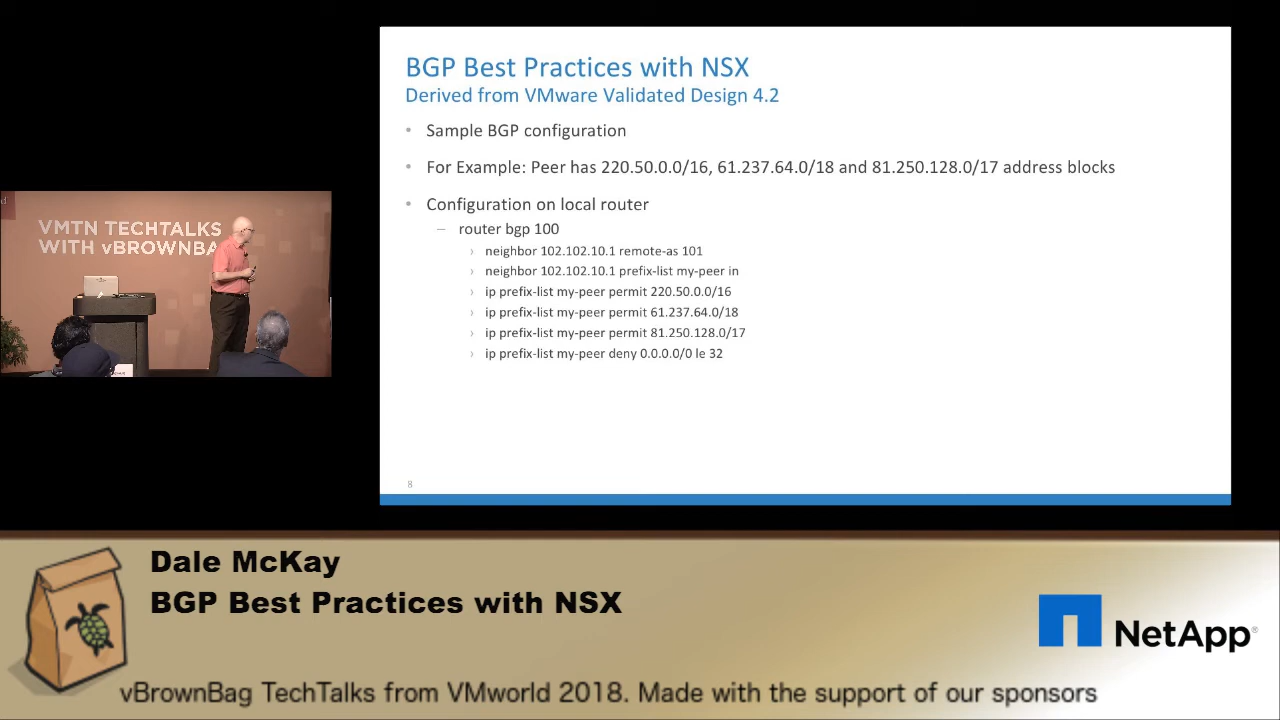 BGP Best Practices with NSX
Derived from VMware Validated Design 4.2
• Sample BGP configuration
• For Example: Peer has 220.50.0.0/16, 61.237.64.0/18 and 81.250.128.0/17 address blocks
• Configuration on local router
– router bgp 100
› neighbor 102.102.10.1 remote-as 101
› neighbor 102.102.10.1 prefix-list my-peer in
› ip prefix-list my-peer permit 220.50.0.0/16
› ip prefix-list my-peer permit 61.237.64.0/18
› ip prefix-list my-peer permit 81.250.128.0/17
› ip prefix-list my-peer deny 0.0.0.0/0 le 32
8
VMTN TECHTALKS
WITH vBROWNBA
Dale McKay
BGP Best Practices with NSX
NetApp®
vBrownBag TechTalks from VMworld 2018. Made with the support of our sponsors